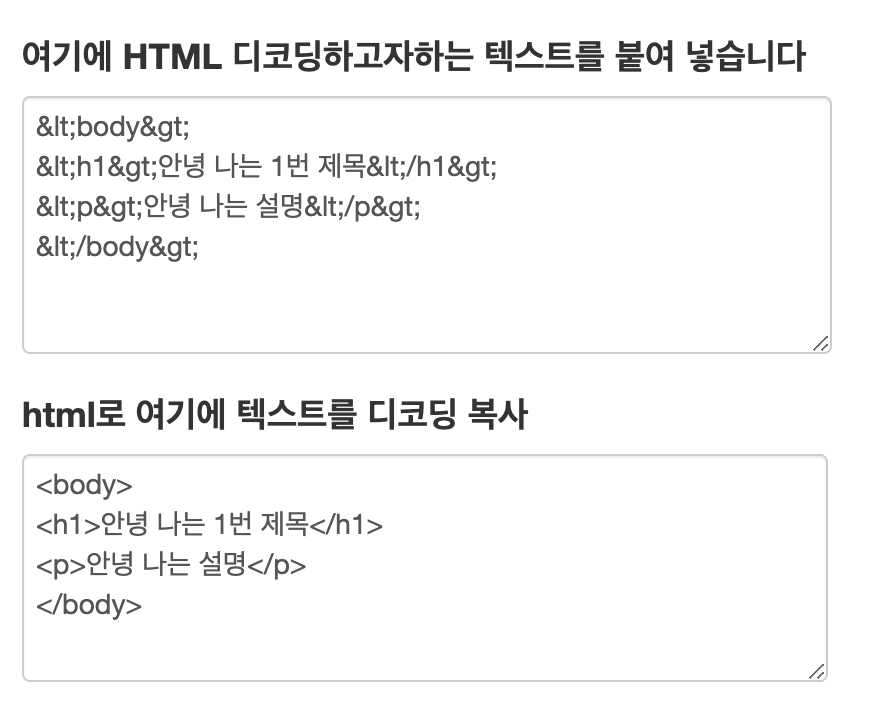 여기에 HTML 디코딩하고자하는 텍스트를 붙여 넣습니다
&lt;body&gt;
&lt;h1&gt;안녕 나는 1번 제목&lt;/h1&gt;
&lt;p&gt;안녕 나는 설명&lt;/p&gt;
&lt;/body&gt;
html로 여기에 텍스트를 디코딩 복사
<body>
<h1>안녕 나는 1번 제목</h1>
<p>안녕 나는 설명</p>
</body>